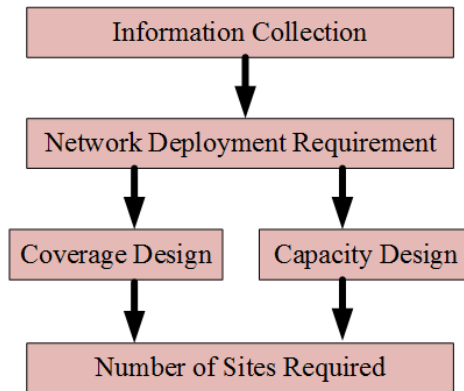 Information Collection
Network Deployment Requirement
Coverage Design
Capacity Design
Number of Sites Required